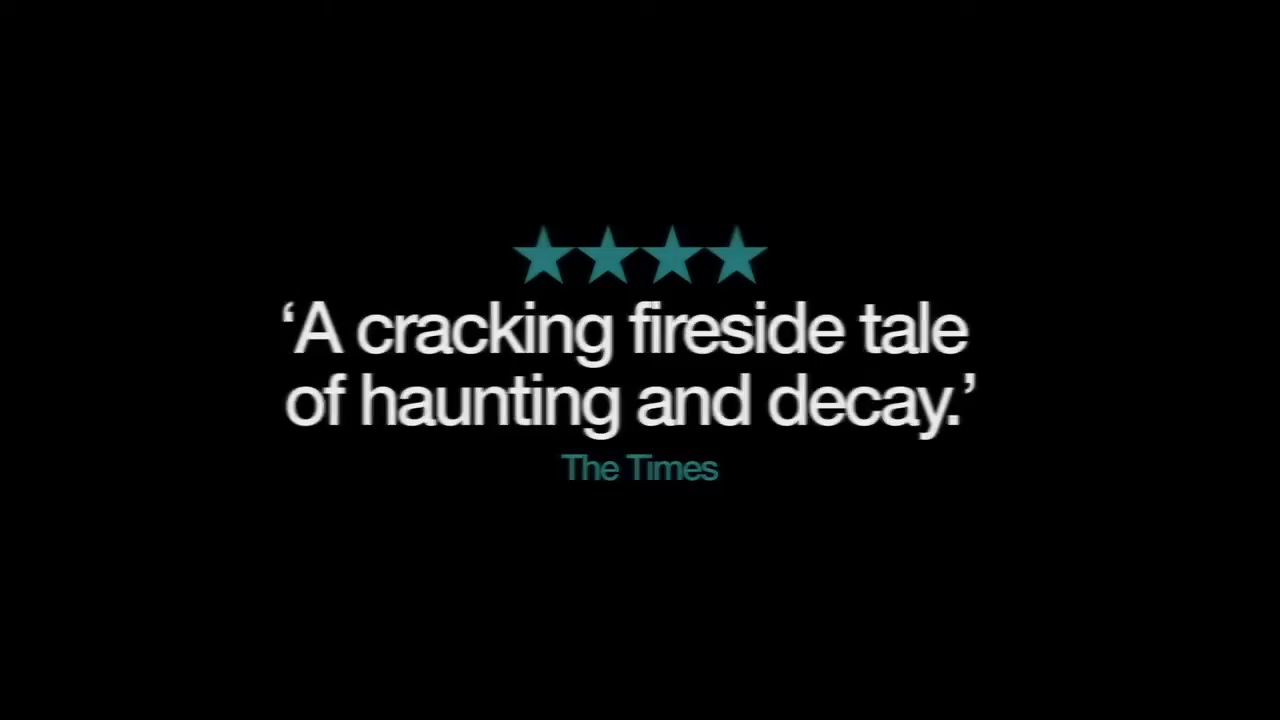 ★★★★
‘A cracking fireside tale
of haunting and decay.’
The Times